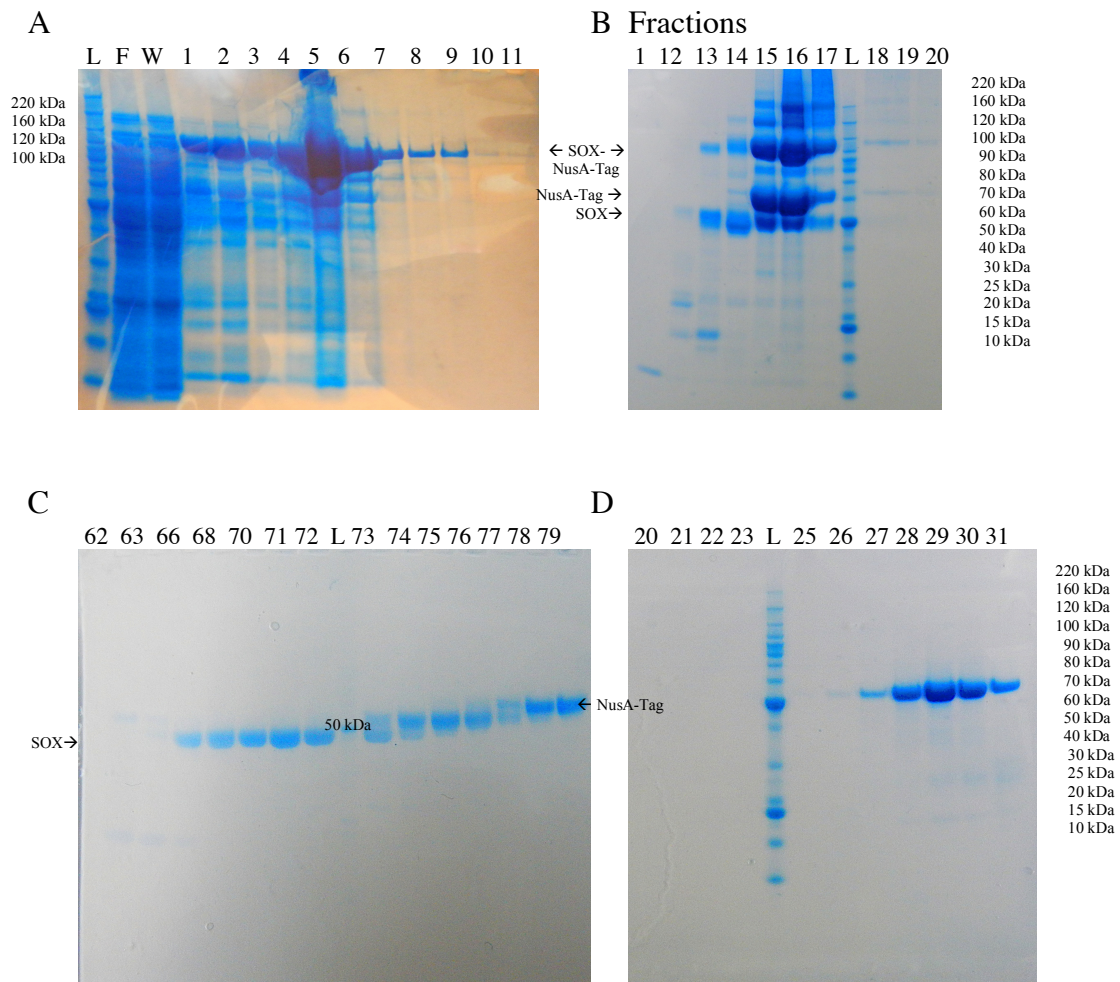 A
L F W 1 2 3 4 5 6 7 8 9 10 11
220 kDa
160 kDa
120 kDa
100 kDa
B Fractions
1 12 13 14 15 16 17 L 18 19 20
← SOX- →
NusA-Tag
NusA-Tag →
SOX→
220 kDa
160 kDa
120 kDa
100 kDa
90 kDa
80 kDa
70 kDa
60 kDa
50 kDa
40 kDa
30 kDa
25 kDa
20 kDa
15 kDa
10 kDa
C
62 63 66 68 70 71 72 L 73 74 75 76 77 78 79
SOX→
50 kDa
← NusA-Tag
D
20 21 22 23 L 25 26 27 28 29 30 31
220 kDa
160 kDa
120 kDa
100 kDa
90 kDa
80 kDa
70 kDa
60 kDa
50 kDa
40 kDa
30 kDa
25 kDa
20 kDa
15 kDa
10 kDa